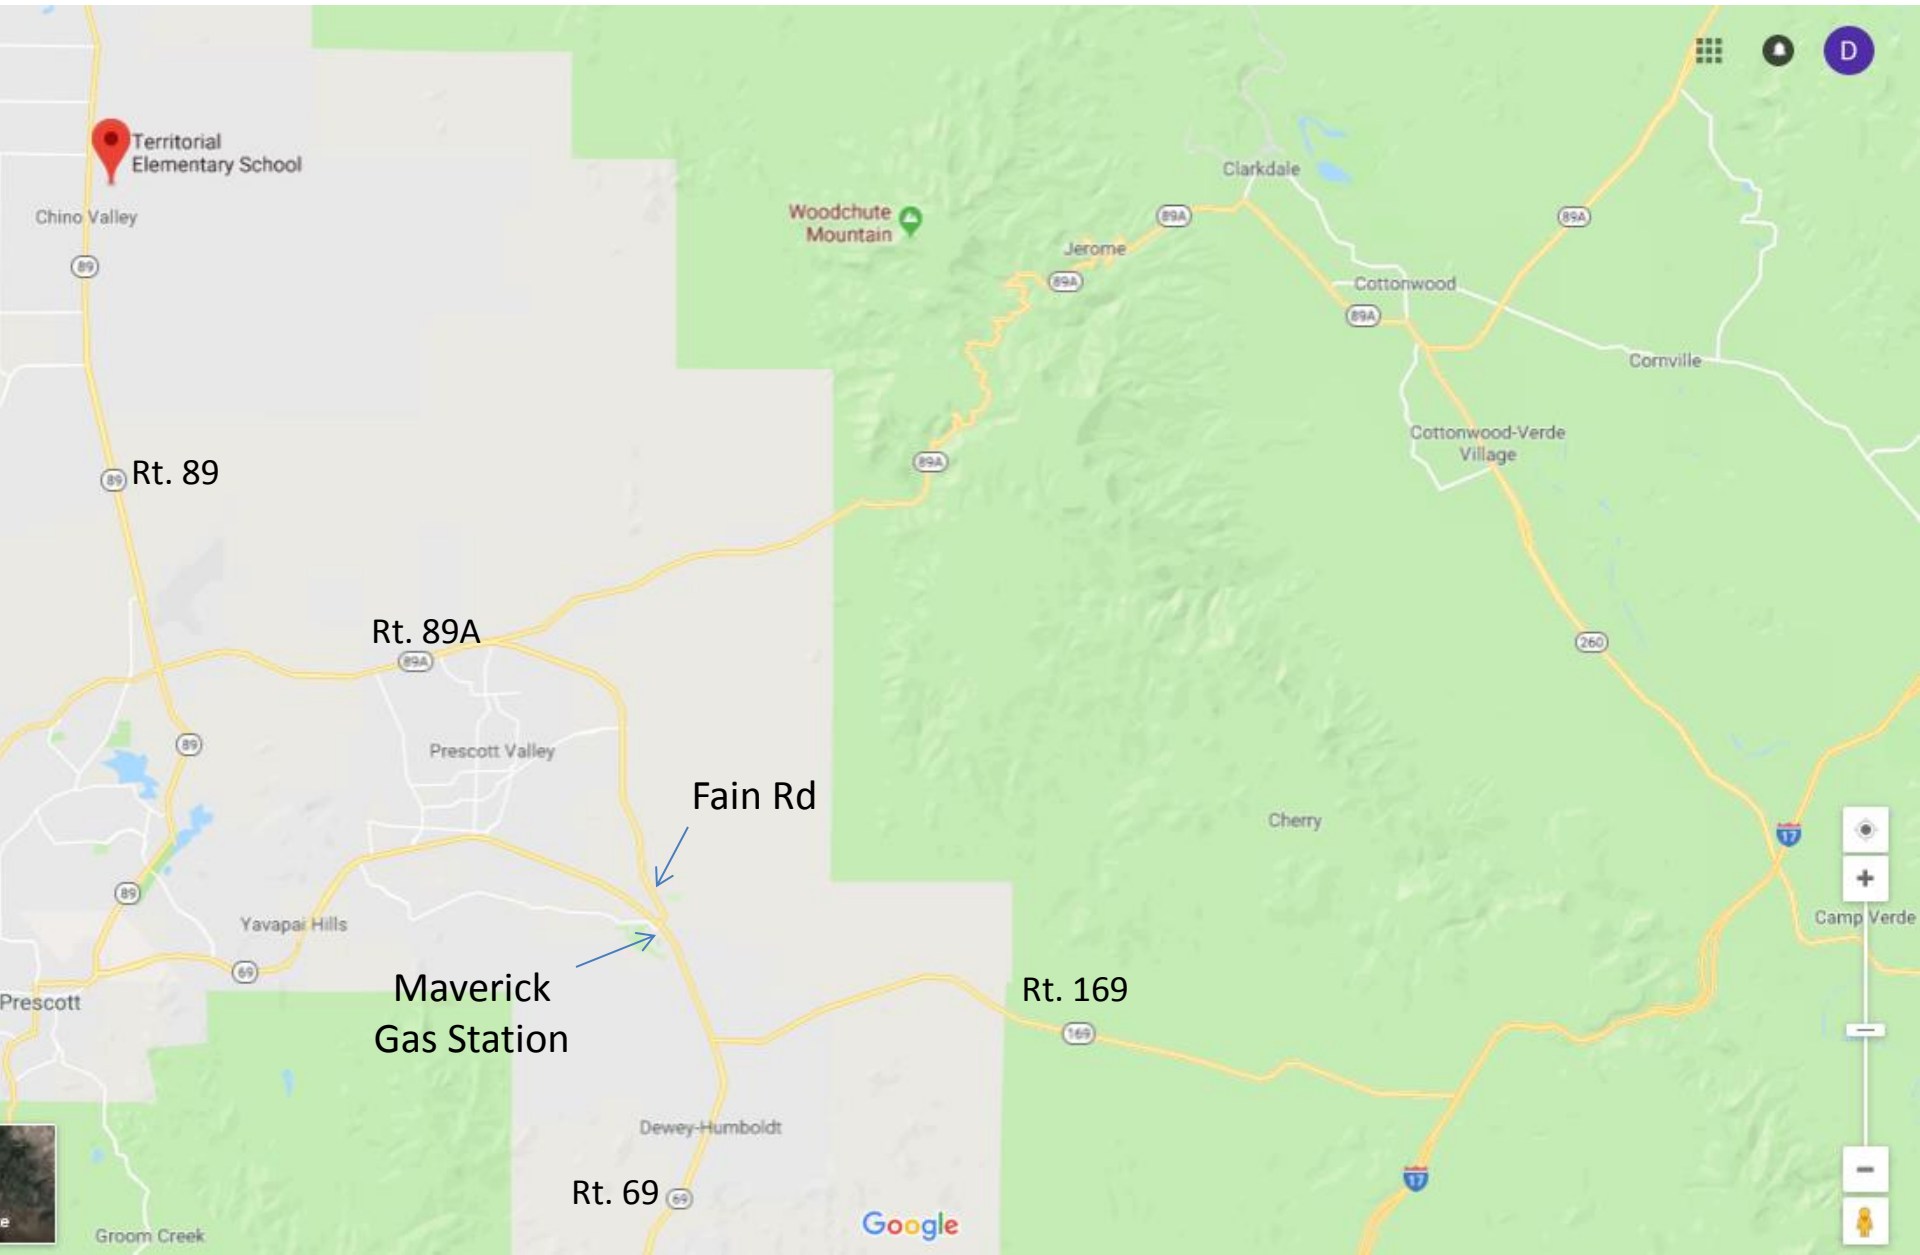 D
Territorial
Elementary School
Clarkdale
Chino Valley
Woodchute
Mountain
89A
89A
Jerome
89
89A
Cottonwood
89A
Cornville
Cottonwood-Verde
Village
89
Rt. 89
89A
Rt. 89A
89A
260
89
Prescott Valley
Fain Rd
Cherry
17
89
Camp Verde
Yavapai Hills
69
Maverick
Gas Station
Rt. 169
Prescott
169
Dewey-Humboldt
17
Rt. 69
69
e
Google
Groom Creek